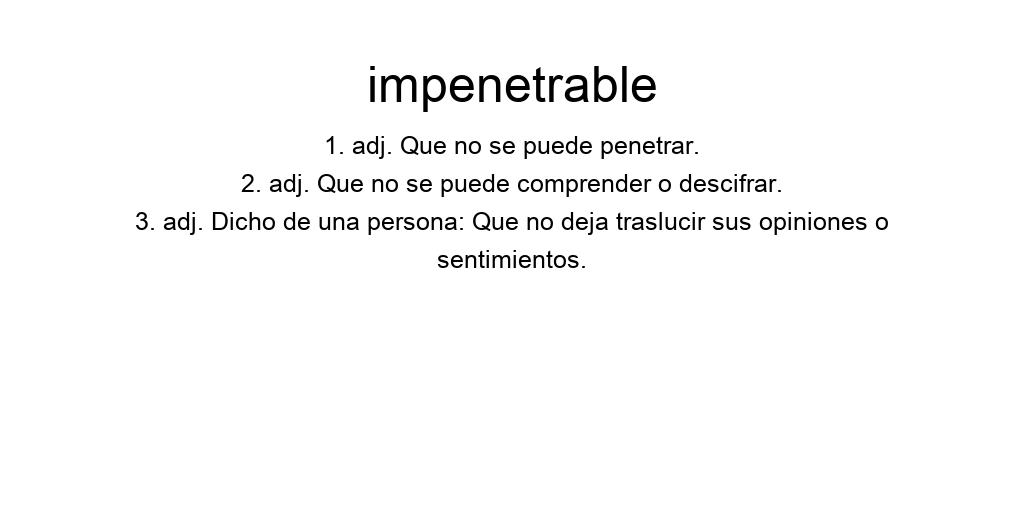 impenetrable
1. adj. Que no se puede penetrar.
2. adj. Que no se puede comprender o descifrar.
3. adj. Dicho de una persona: Que no deja traslucir sus opiniones o
sentimientos.